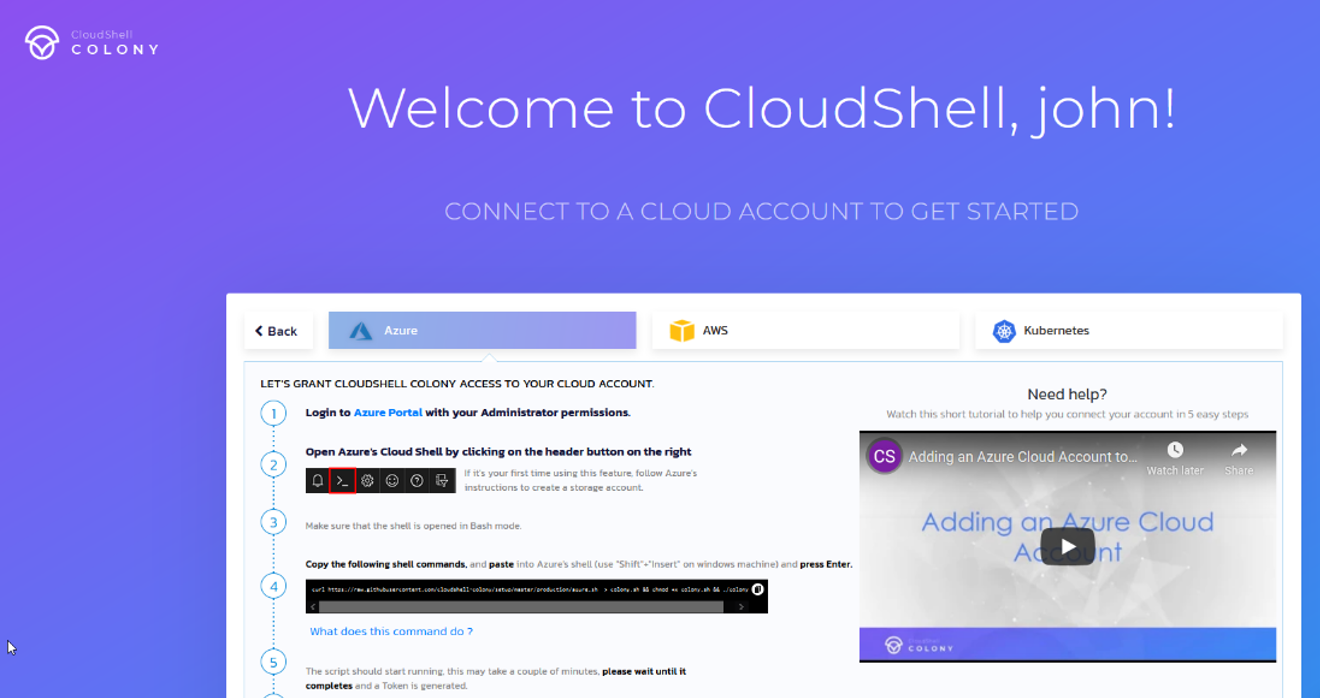 CloudShell
COLONY
Welcome to CloudShell, john!
CONNECT TO A CLOUD ACCOUNT TO GET STARTED
Back
Azure
AWS
Kubernetes
LET'S GRANT CLOUDSHELL COLONY ACCESS TO YOUR CLOUD ACCOUNT.
1
Login to Azure Portal with your Administrator permissions.
2
Open Azure's Cloud Shell by clicking on the header button on the right
If it's your first time using this feature, follow Azure's
instructions to create a storage account.
3
Make sure that the shell is opened in Bash mode.
4
Copy the following shell commands, and paste into Azure's shell (use "Shift"+"Insert" on windows machine) and press Enter.
curl https://raw.githubusercontent.com/cloudshell-colony/setup/master/production/azure.sh > colony.sh && chmod +x colony.sh && ./colony
What does this command do ?
5
The script should start running, this may take a couple of minutes, please wait until it
completes and a Token is generated.
Need help?
Watch this short tutorial to help you connect your account in 5 easy steps
CS
Adding an Azure Cloud Account to...
Watch later
Share
Adding an Azure Cloud
Account
CloudShell
COLONY